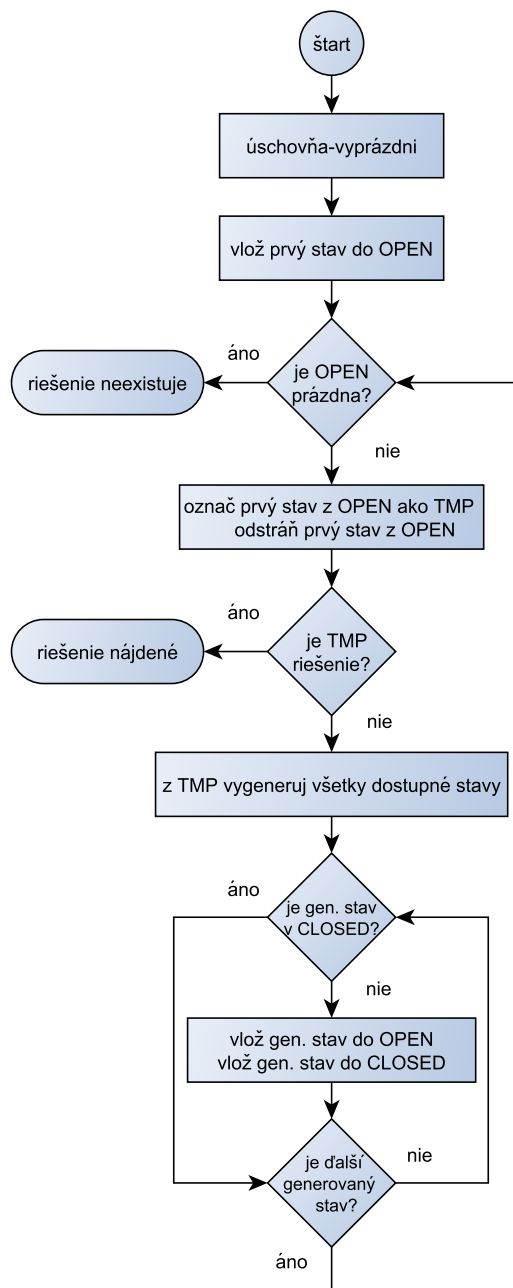 štart
úschovňa-vyprázdni
vlož prvý stav do OPEN
áno
riešenie neexistuje
je OPEN
prázdna?
nie
označ prvý stav z OPEN ako TMP
odstráň prvý stav z OPEN
áno
riešenie nájdené
je TMP
riešenie?
nie
z TMP vygeneruj všetky dostupné stavy
áno
je gen. stav
v CLOSED?
nie
vlož gen. stav do OPEN
vlož gen. stav do CLOSED
je ďalší
generovaný
stav?
nie
áno